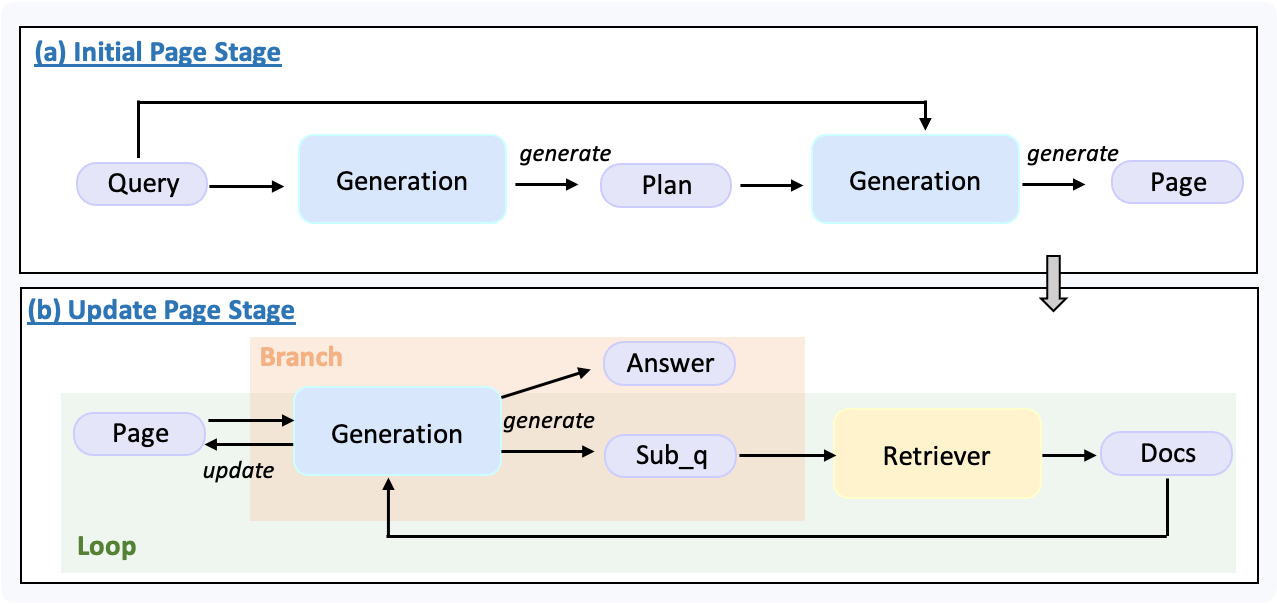 (a) Initial Page Stage
Query
Generation
generate
Plan
Generation
generate
Page
(b) Update Page Stage
Branch
Answer
Page
Generation
generate
update
Sub_q
Retriever
Docs
Loop